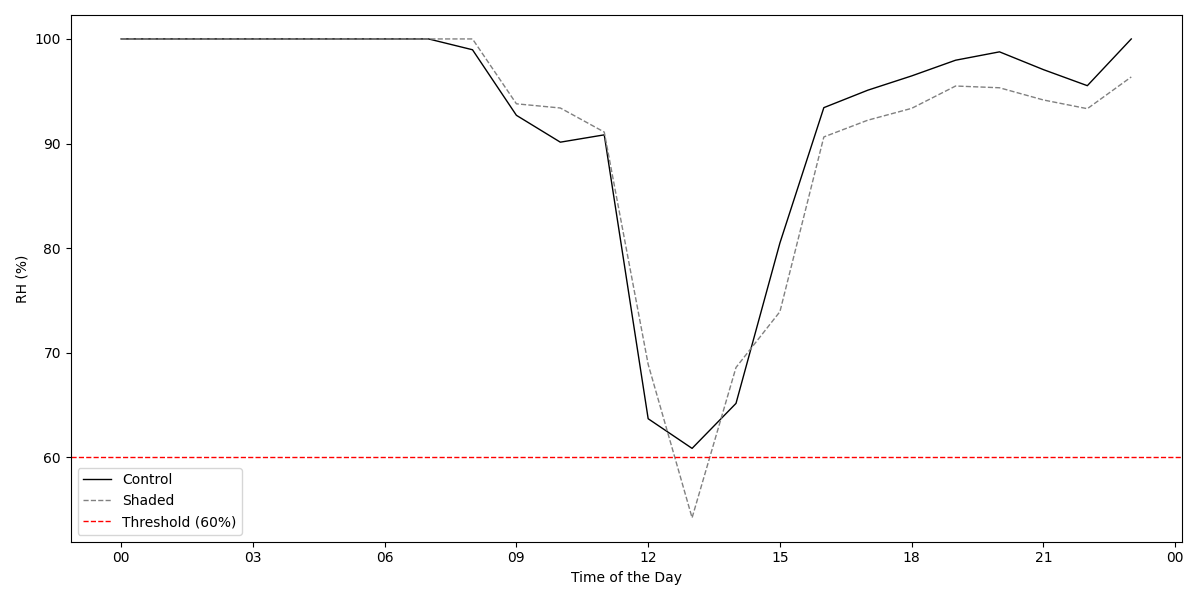 100
90
80
70
60
RH (%)
Control
Shaded
Threshold (60%)
00 03 06 09 12 15 18 21 00
Time of the Day